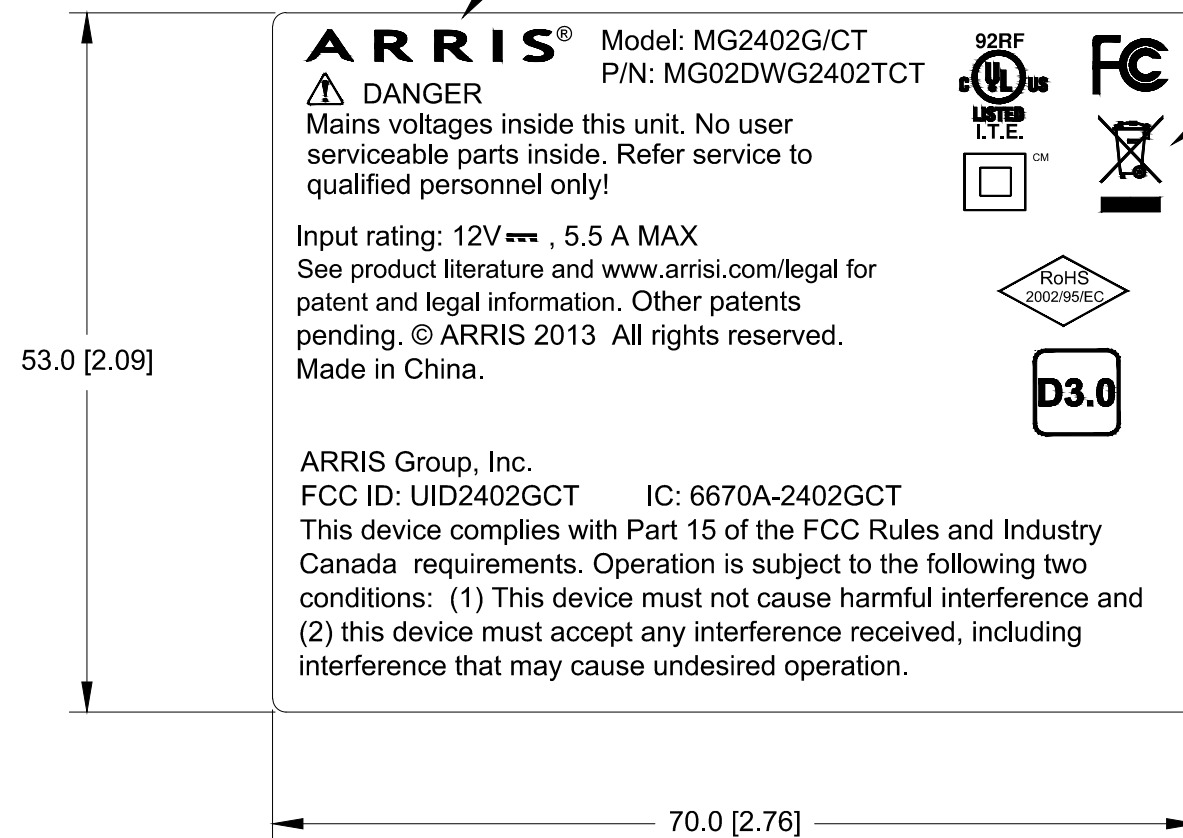 ARRIS® Model: MG2402G/CT
P/N: MG02DWG2402TCT
DANGER
Mains voltages inside this unit. No user
serviceable parts inside. Refer service to
qualified personnel only!
92RF
C UL US
LISTED
I.T.E.
FC
CM
Input rating: 12V , 5.5 A MAX
See product literature and www.arrisi.com/legal for
patent and legal information. Other patents
pending. © ARRIS 2013 All rights reserved.
Made in China.
RoHS
2002/95/EC
D3.0
53.0 [2.09]
ARRIS Group, Inc.
FCC ID: UID2402GCT IC: 6670A-2402GCT
This device complies with Part 15 of the FCC Rules and Industry
Canada requirements. Operation is subject to the following two
conditions: (1) This device must not cause harmful interference and
(2) this device must accept any interference received, including
interference that may cause undesired operation.
70.0 [2.76]